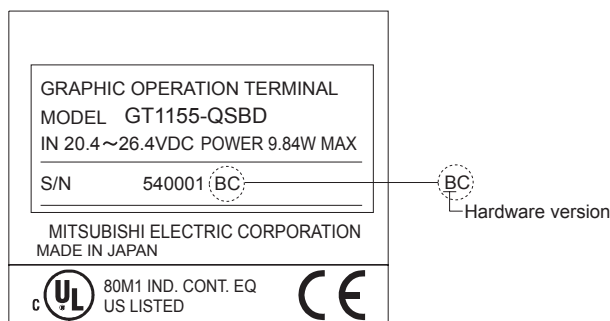 GRAPHIC OPERATION TERMINAL
MODEL GT1155-QSBD
IN 20.4～26.4VDC POWER 9.84W MAX
S/N 540001 BC
BC
Hardware version
MITSUBISHI ELECTRIC CORPORATION
MADE IN JAPAN
C UL 80M1 IND. CONT. EQ
US LISTED
CE